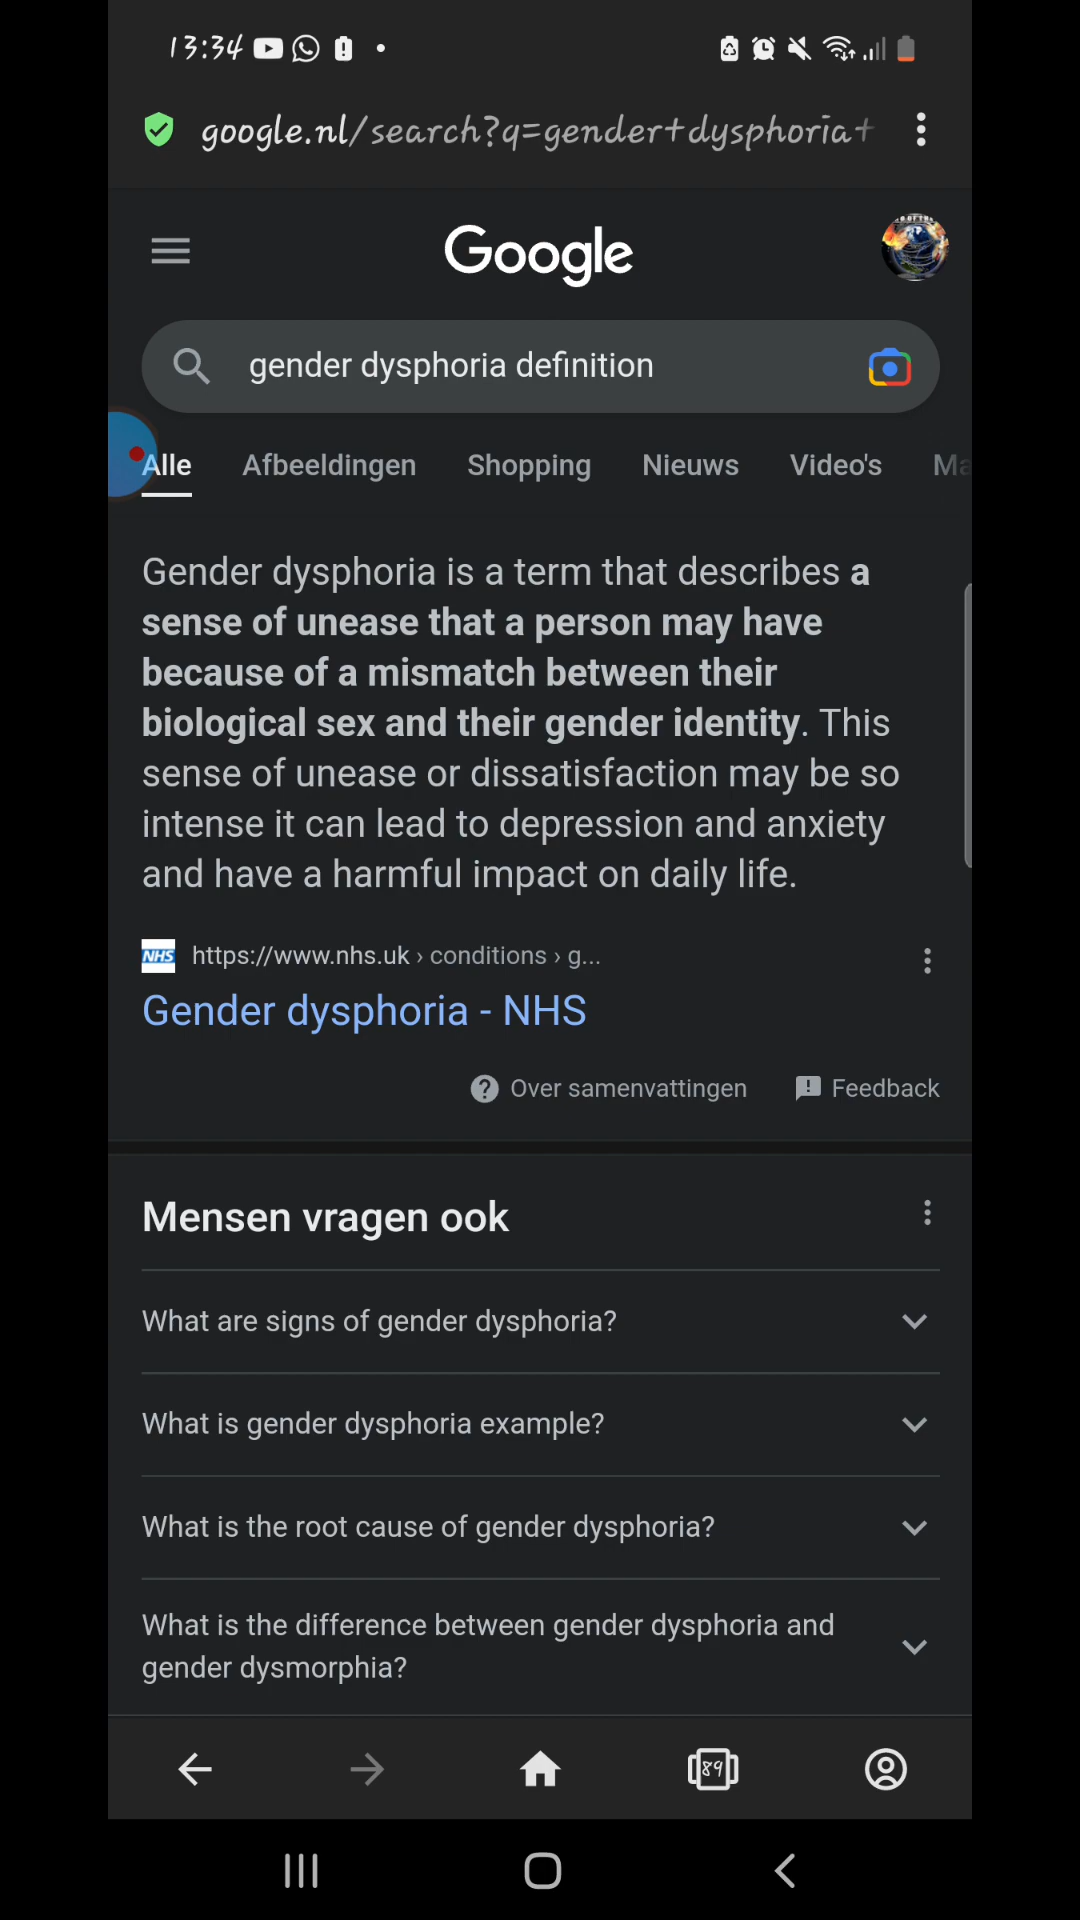 13:34
google.nl/search?q=gender+dysphoria+
Google
gender dysphoria definition
Alle Afbeeldingen Shopping Nieuws Video's Ma
Gender dysphoria is a term that describes a
sense of unease that a person may have
because of a mismatch between their
biological sex and their gender identity. This
sense of unease or dissatisfaction may be so
intense it can lead to depression and anxiety
and have a harmful impact on daily life.
NHS https://www.nhs.uk › conditions › g...
Gender dysphoria - NHS
Over samenvattingen Feedback
Mensen vragen ook
What are signs of gender dysphoria?
What is gender dysphoria example?
What is the root cause of gender dysphoria?
What is the difference between gender dysphoria and
gender dysmorphia?
89